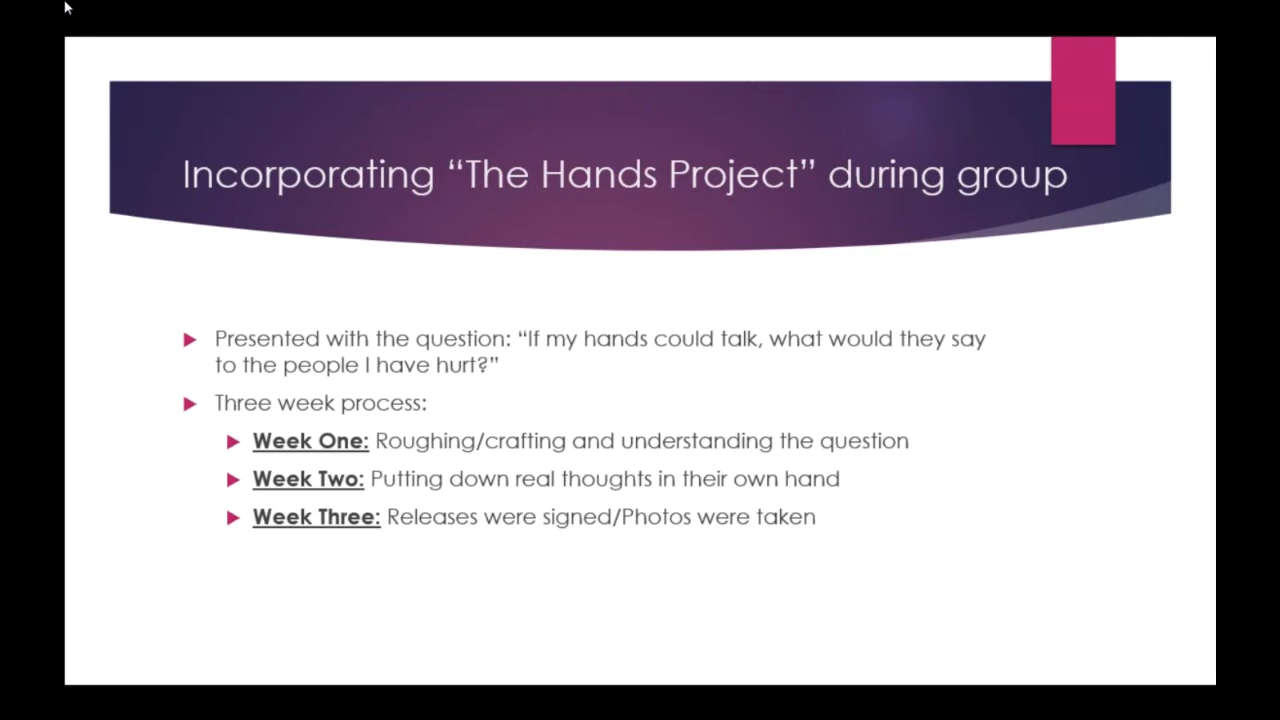 Incorporating “The Hands Project” during group
Presented with the question: “If my hands could talk, what would they say
to the people I have hurt?”
Three week process:
Week One: Roughing/crafting and understanding the question
Week Two: Putting down real thoughts in their own hand
Week Three: Releases were signed/Photos were taken